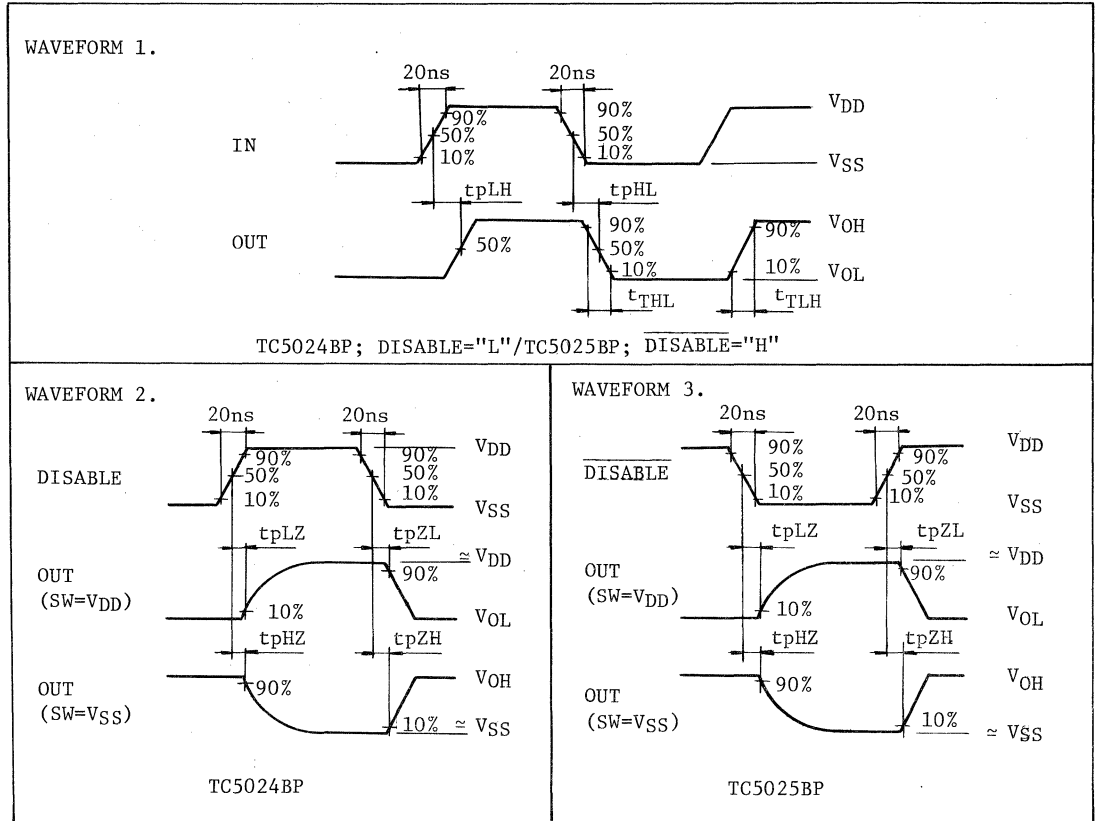 WAVEFORM 1.
20ns 20ns
90% 90% VDD
IN 50% 50%
10% 10% VSS
tpLH tpHL
90% 90% VOH
OUT 50% 50%
10% 10% VOL
tTHL tTLH
TC5024BP; DISABLE="L"/TC5025BP; DISABLE="H"
WAVEFORM 2.
20ns 20ns
90% 90% VDD
DISABLE 50% 50%
10% 10% VSS
tpLZ tpZL
≃ VDD
OUT 90%
(SW=VDD) 10% VOL
tpHZ tpZH
VOH
OUT 90%
(SW=VSS) 10% ≃ VSS
TC5024BP
WAVEFORM 3.
20ns 20ns
90% 90% VDD
DISABLE 50% 50%
10% 10% VSS
tpLZ tpZL
≃ VDD
OUT 90%
(SW=VDD) 10% VOL
tpHZ tpZH
VOH
OUT 90%
(SW=VSS) 10% ≃ VSS
TC5025BP